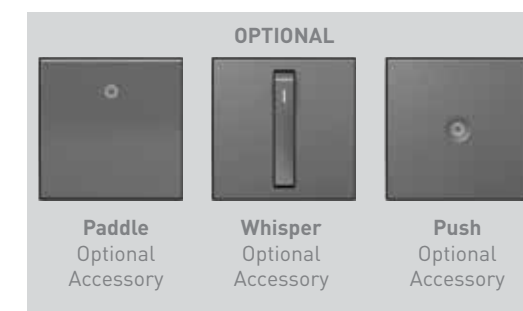 OPTIONAL
Paddle
Optional
Accessory
Whisper
Optional
Accessory
Push
Optional
Accessory